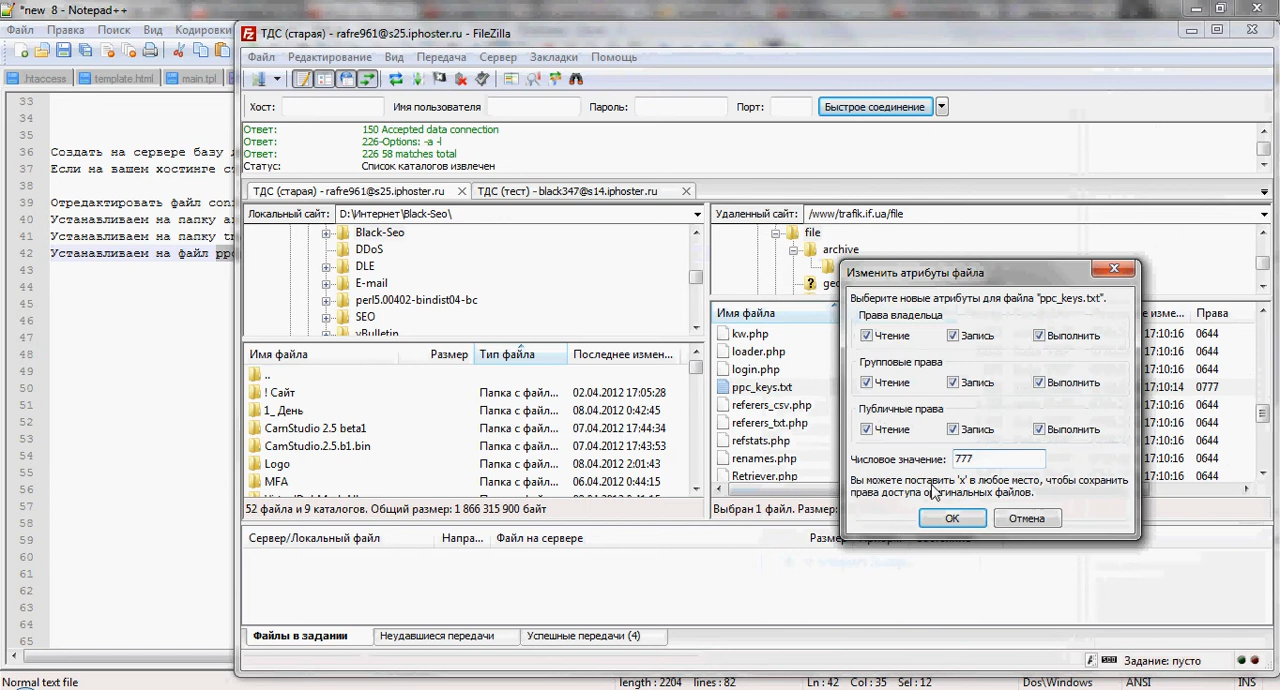 *new  8 - Notepad++
Файл Правка Поиск Вид Кодировки
.htaccess template.html main.tpl
33
34
35
36 Создать на сервере базу
37 Если на вашем хостинге
38
39 Отредактировать файл
40 Устанавливаем на папку
41 Устанавливаем на папку
42 Устанавливаем на файл
43
44
45
46
47
48
49
50
51
52
53
54
55
56
57
58
59
60
61
62
63
64
65
Normal text file
length : 2204 lines : 82 Ln : 42 Col : 35 Sel : 12 Dos\Windows ANSI INS
ТДС (старая) - rafre961@s25.iphoster.ru - FileZilla
Файл Редактирование Вид Передача Сервер Закладки Помощь
Хост: Имя пользователя Пароль: Порт: Быстрое соединение
Ответ: 150 Accepted data connection
Ответ: 226-Options: -a -l
Ответ: 226 58 matches total
Статус: Список каталогов извлечен
ТДС (старая) - rafre961@s25.iphoster.ru ТДС (тест) - black347@s14.iphoster.ru
Локальный сайт: D:\Интернет\Black-Seo\
Black-Seo
DDoS
DLE
E-mail
perl5.00402-bindist04-bc
SEO
vBulletin
Имя файла Размер Тип файла Последнее измен...
..
! Сайт Папка с файл... 02.04.2012 17:05:28
1_ День Папка с файл... 08.04.2012 0:42:45
CamStudio 2.5 beta1 Папка с файл... 07.04.2012 17:44:34
CamStudio.2.5.b1.bin Папка с файл... 07.04.2012 17:43:53
Logo Папка с файл... 08.04.2012 2:01:43
MFA Папка с файл... 06.04.2012 0:44:15
52 файла и 9 каталогов. Общий размер: 1 866 315 900 байт
Удаленный сайт: /www/trafik.if.ua/file
file
archive
Имя файла Права
kw.php 17:10:16 0644
loader.php 17:10:16 0644
login.php 17:10:16 0644
ppc_keys.txt 17:10:14 0777
referers_csv.php 17:10:16 0644
referers_txt.php 17:10:16 0644
refstats.php 17:10:16 0644
renames.php 17:10:16 0644
Retriever.php 17:10:16 0644
Выбран 1 файл. Размер:
Изменить атрибуты файла
Выберите новые атрибуты для файла "ppc_keys.txt".
Права владельца
Чтение Запись Выполнить
Групповые права
Чтение Запись Выполнить
Публичные права
Чтение Запись Выполнить
Числовое значение: 777
Вы можете поставить 'x' в любое место, чтобы сохранить
права доступа оригинальных файлов.
OK Отмена
Сервер/Локальный файл Напра... Файл на сервере
Файлы в задании Неудавшиеся передачи Успешные передачи (4)
Задание: пусто